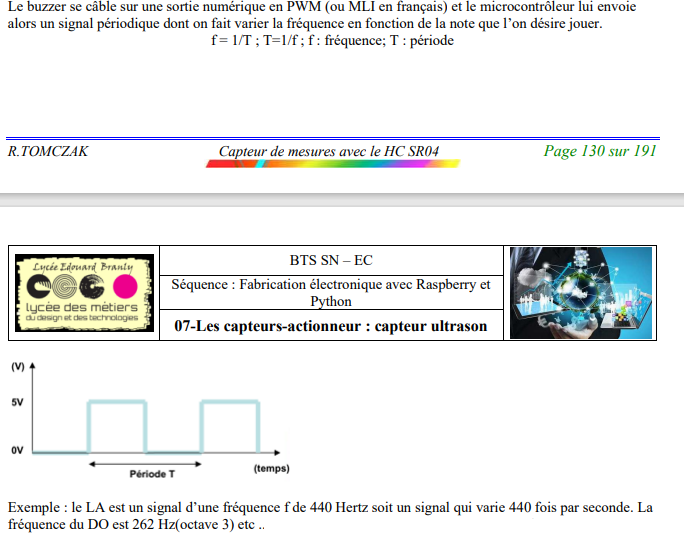 Le buzzer se câble sur une sortie numérique en PWM (ou MLI en français) et le microcontrôleur lui envoie
alors un signal périodique dont on fait varier la fréquence en fonction de la note que l’on désire jouer.
f = 1/T ; T=1/f ; f : fréquence; T : période
R.TOMCZAK
Capteur de mesures avec le HC SR04
Page 130 sur 191
Lycée Edouard Branly
lycée des métiers
du design et des technologies
BTS SN – EC
Séquence : Fabrication électronique avec Raspberry et
Python
07-Les capteurs-actionneur : capteur ultrason
(V)
5V
0V
Période T
(temps)
Exemple : le LA est un signal d’une fréquence f de 440 Hertz soit un signal qui varie 440 fois par seconde. La
fréquence du DO est 262 Hz(octave 3) etc ..